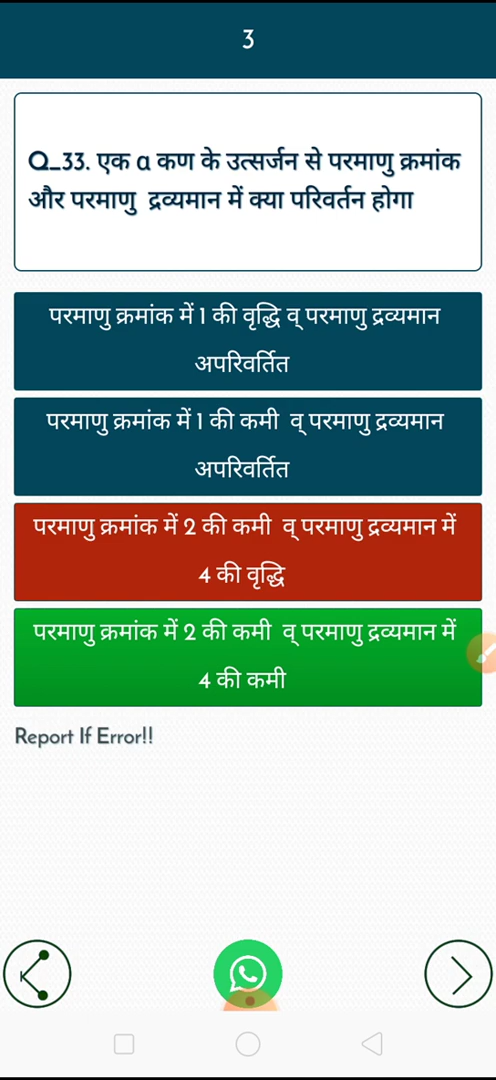 3
Q_33. एक α कण के उत्सर्जन से परमाणु क्रमांक
और परमाणु द्रव्यमान में क्या परिवर्तन होगा
परमाणु क्रमांक में 1 की वृद्धि व् परमाणु द्रव्यमान
अपरिवर्तित
परमाणु क्रमांक में 1 की कमी व् परमाणु द्रव्यमान
अपरिवर्तित
परमाणु क्रमांक में 2 की कमी व् परमाणु द्रव्यमान में
4 की वृद्धि
परमाणु क्रमांक में 2 की कमी व् परमाणु द्रव्यमान में
4 की कमी
Report If Error!!